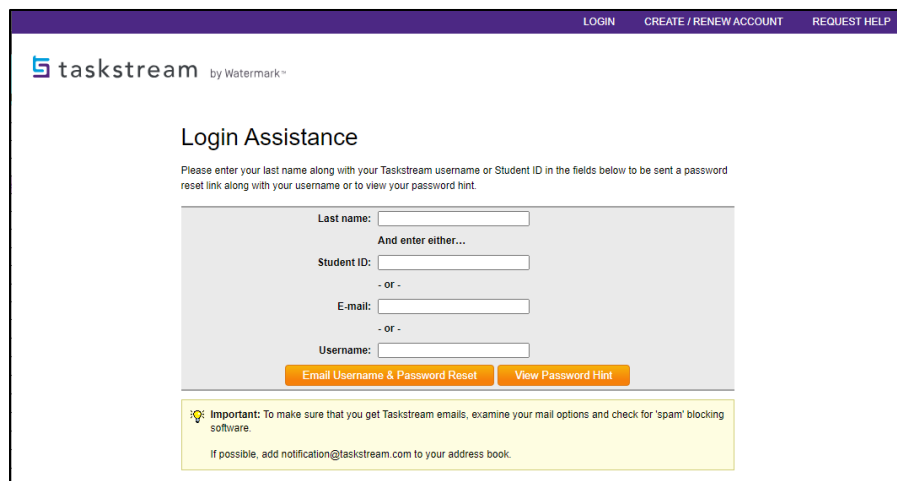 LOGIN CREATE / RENEW ACCOUNT REQUEST HELP
taskstream by Watermark™
Login Assistance
Please enter your last name along with your Taskstream username or Student ID in the fields below to be sent a password
reset link along with your username or to view your password hint.
Last name:
And enter either...
Student ID:
- or -
E-mail:
- or -
Username:
Email Username & Password Reset View Password Hint
Important: To make sure that you get Taskstream emails, examine your mail options and check for 'spam' blocking
software.
If possible, add notification@taskstream.com to your address book.